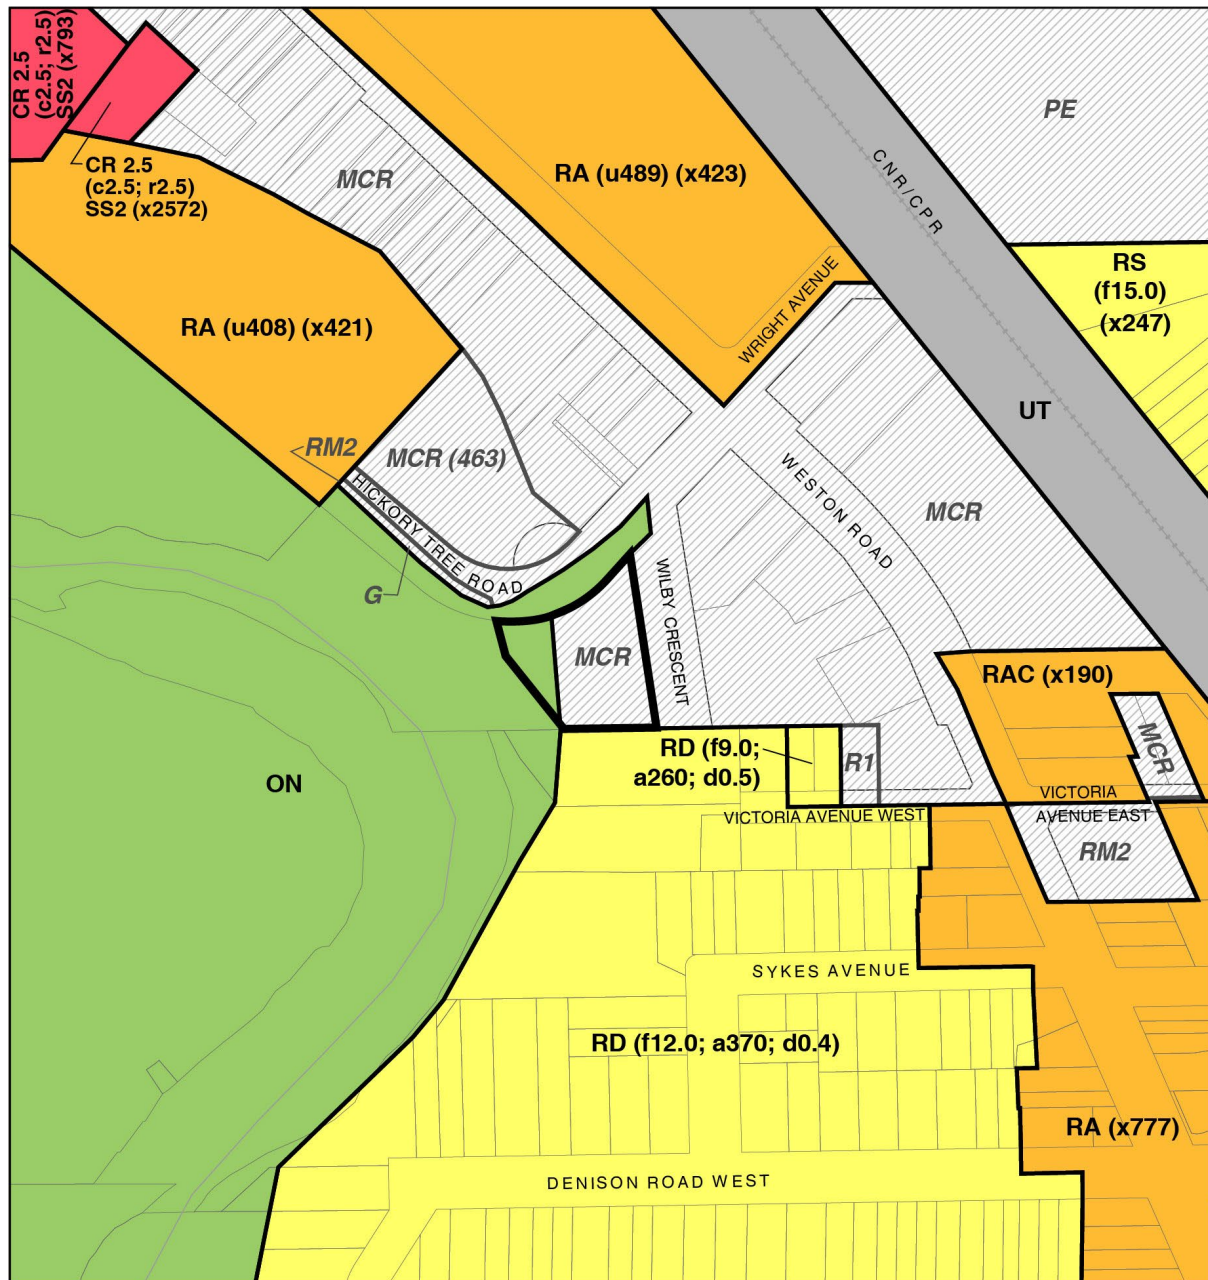 CR 2.5
(c2.5; r2.5)
SS2 (x793)
PE
CNR/CPR
CR 2.5
(c2.5; r2.5)
SS2 (x2572)
MCR
RA (u489) (x423)
RS
(f15.0)
(x247)
WRIGHT AVENUE
RA (u408) (x421)
UT
RM2
MCR (463)
WESTON ROAD
MCR
HICKORY TREE ROAD
G
WILBY CRESCENT
MCR
RAC (x190)
MCR
ON
RD (f9.0;
a260; d0.5)
R1
VICTORIA
AVENUE EAST
VICTORIA AVENUE WEST
RM2
SYKES AVENUE
RD (f12.0; a370; d0.4)
RA (x777)
DENISON ROAD WEST